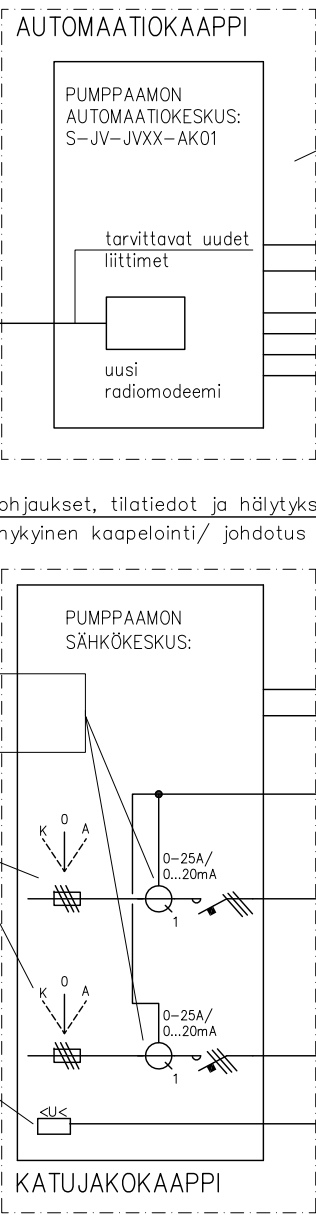 AUTOMAATIOKAAPPI
PUMPPAAMON
AUTOMAATIOKESKUS:
S-JV-JVXX-AK01
tarvittavat uudet
liittimet
uusi
radiomodeemi
ohjaukset, tilatiedot ja hälytyks
nykyinen kaapelointi/ johdotus
PUMPPAAMON
SÄHKÖKESKUS:
K 0 A
0-25A/
0...20mA
1
K 0 A
0-25A/
0...20mA
1
<U<
KATUJAKOKAAPPI